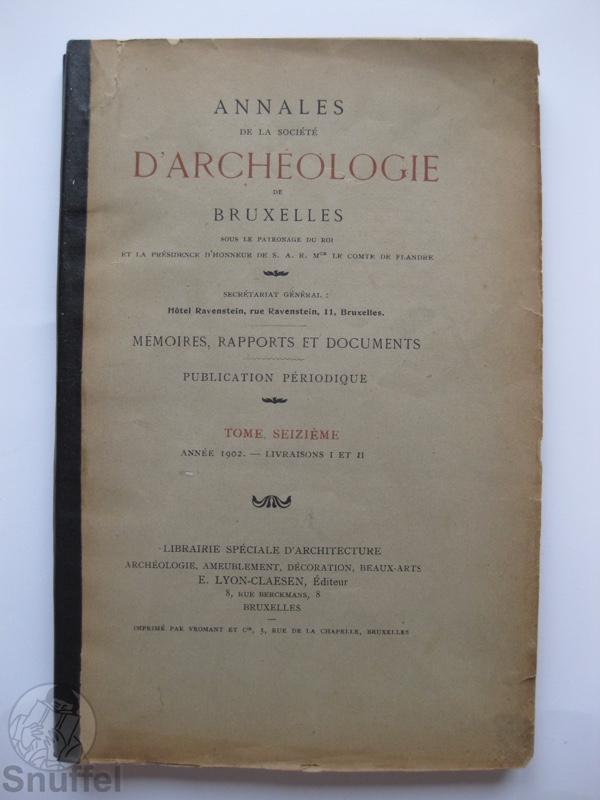 ANNALES
DE LA SOCIÉTÉ
D'ARCHÉOLOGIE
DE
BRUXELLES
SOUS LE PATRONAGE DU ROI
ET LA PRÉSIDENCE D'HONNEUR DE S. A. R. Mgr LE COMTE DE FLANDRE
SECRÉTARIAT GÉNÉRAL :
Hôtel Ravenstein, rue Ravenstein, 11, Bruxelles.
MÉMOIRES, RAPPORTS ET DOCUMENTS
PUBLICATION PÉRIODIQUE
TOME SEIZIÈME
ANNÉE 1902. — LIVRAISONS I ET II
LIBRAIRIE SPÉCIALE D'ARCHITECTURE
ARCHÉOLOGIE, AMEUBLEMENT, DÉCORATION, BEAUX-ARTS
E. LYON-CLAESEN, Éditeur
8, RUE BERCKMANS, 8
BRUXELLES
IMPRIMÉ PAR VROMANT ET Cie, 3, RUE DE LA CHAPELLE, BRUXELLES
Snuffel